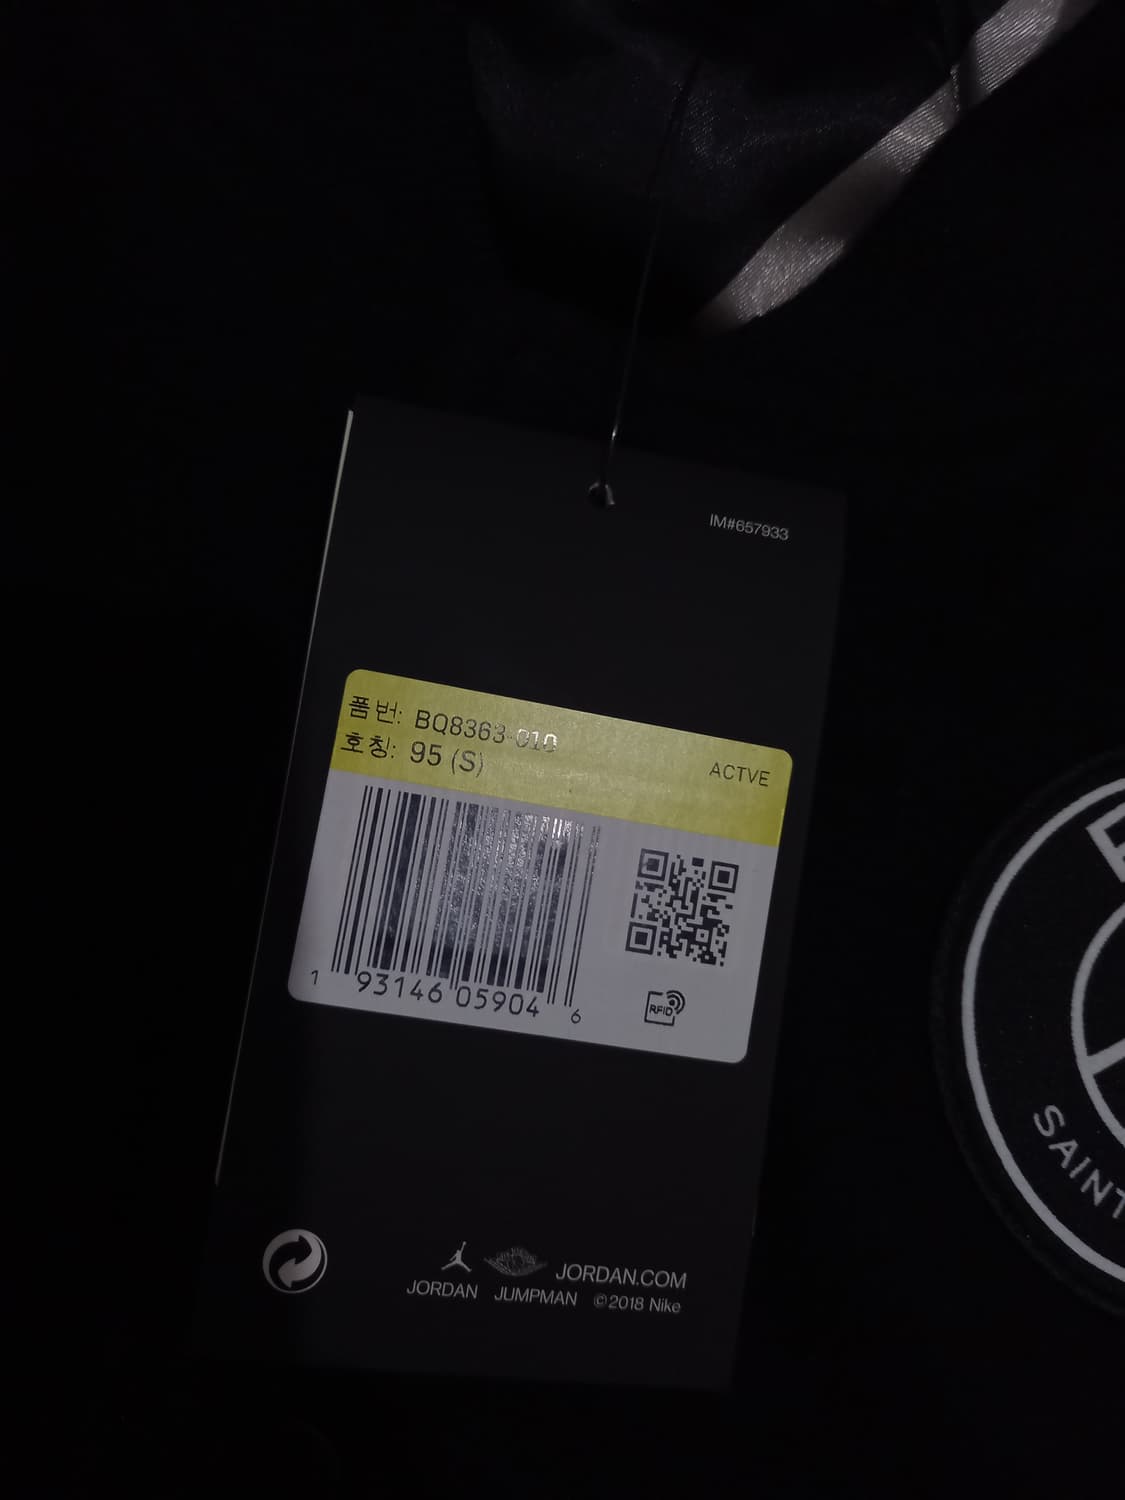 IM#657933
품번: BQ8363-010
호칭: 95 (S)
ACTVE
1 93146 05904 6
RFID
JORDAN.COM
JORDAN JUMPMAN ©2018 Nike
SAINT